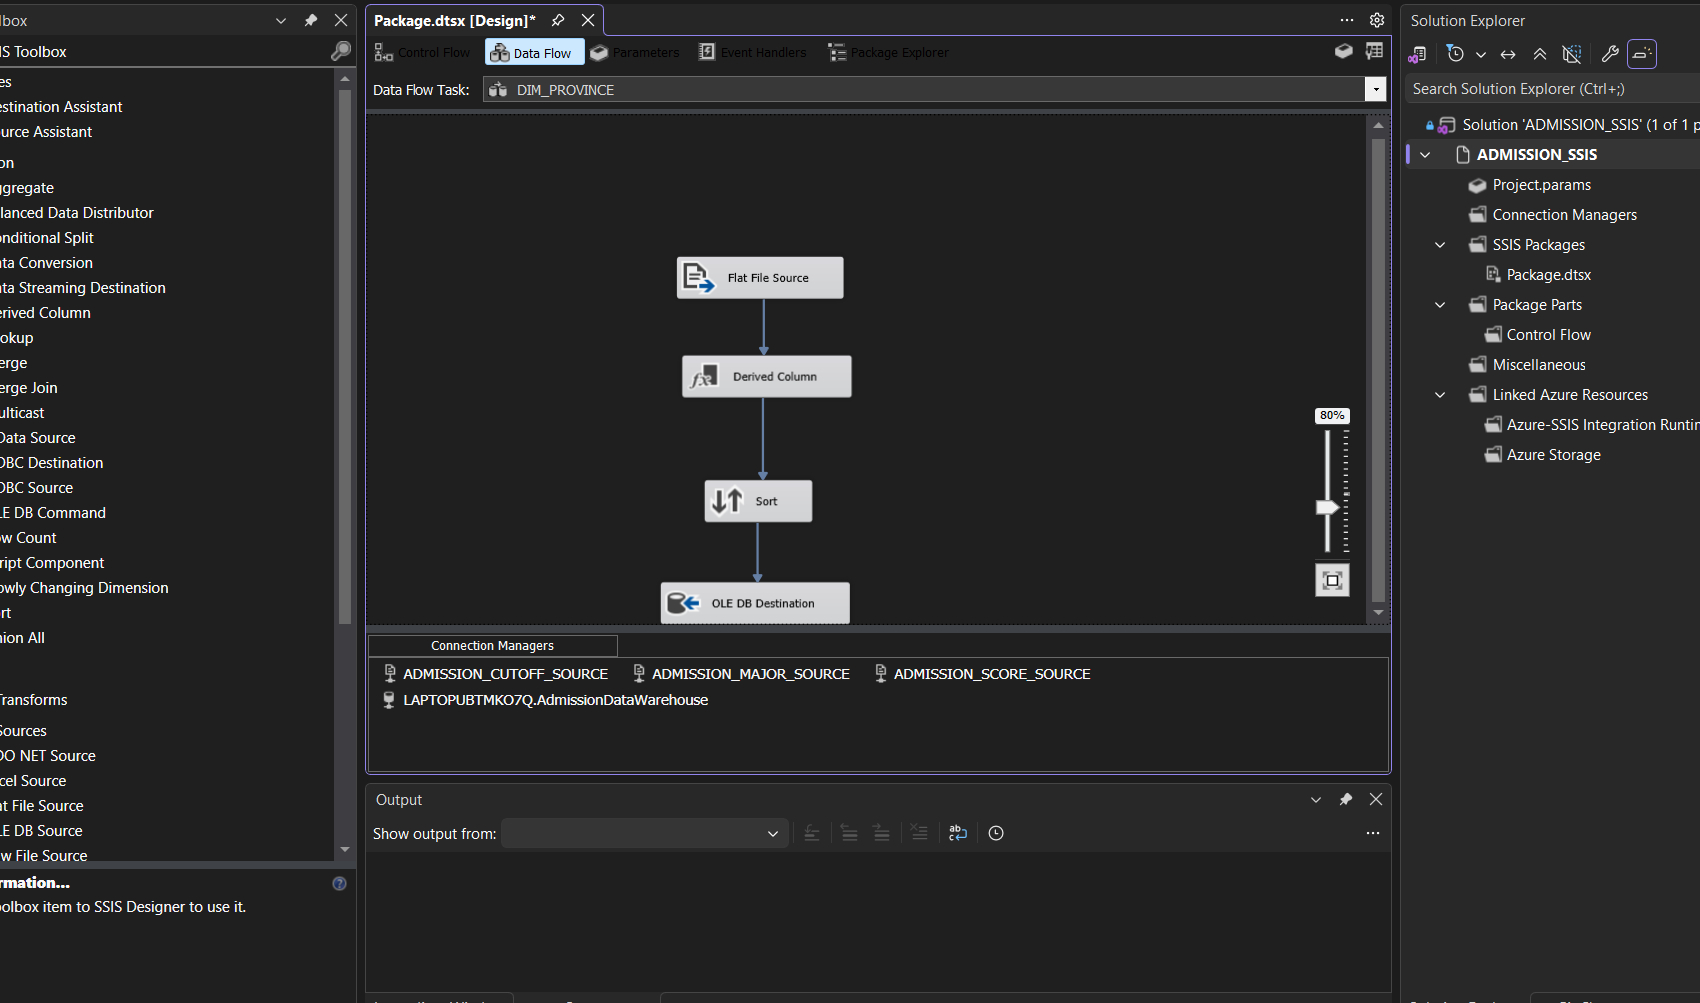 lbox
IS Toolbox
es
estination Assistant
urce Assistant
on
ggregate
lanced Data Distributor
onditional Split
ta Conversion
ta Streaming Destination
erived Column
okup
erge
erge Join
ulticast
Data Source
DBC Destination
DBC Source
LE DB Command
ow Count
ript Component
owly Changing Dimension
rt
nion All
Transforms
Sources
DO NET Source
cel Source
at File Source
LE DB Source
w File Source
rmation...
oolbox item to SSIS Designer to use it.
Package.dtsx [Design]*
Control Flow
Data Flow
Parameters
Event Handlers
Package Explorer
Data Flow Task:
DIM_PROVINCE
Flat File Source
Derived Column
Sort
OLE DB Destination
80%
Connection Managers
ADMISSION_CUTOFF_SOURCE
ADMISSION_MAJOR_SOURCE
ADMISSION_SCORE_SOURCE
LAPTOPUBTMKO7Q.AdmissionDataWarehouse
Output
Show output from:
Solution Explorer
Search Solution Explorer (Ctrl+;)
Solution 'ADMISSION_SSIS' (1 of 1 p
ADMISSION_SSIS
Project.params
Connection Managers
SSIS Packages
Package.dtsx
Package Parts
Control Flow
Miscellaneous
Linked Azure Resources
Azure-SSIS Integration Runtin
Azure Storage